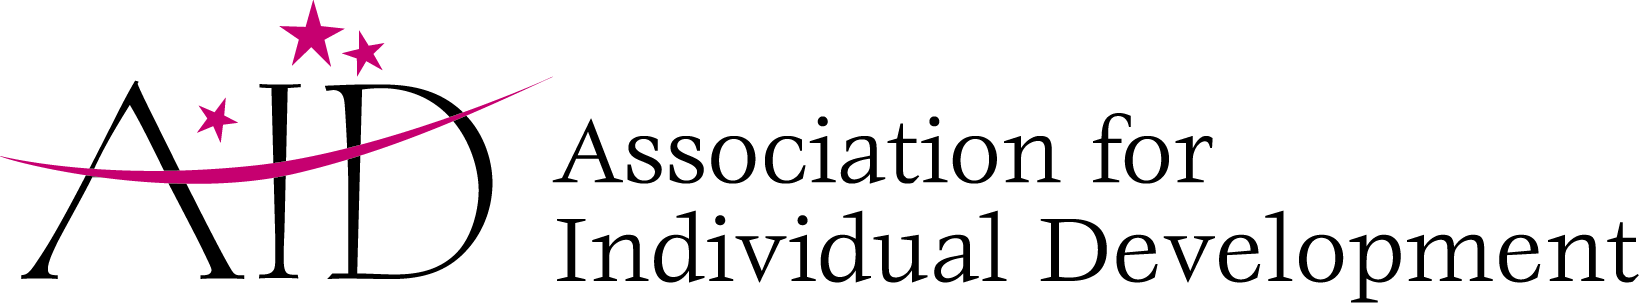 AID
Association for
Individual Development